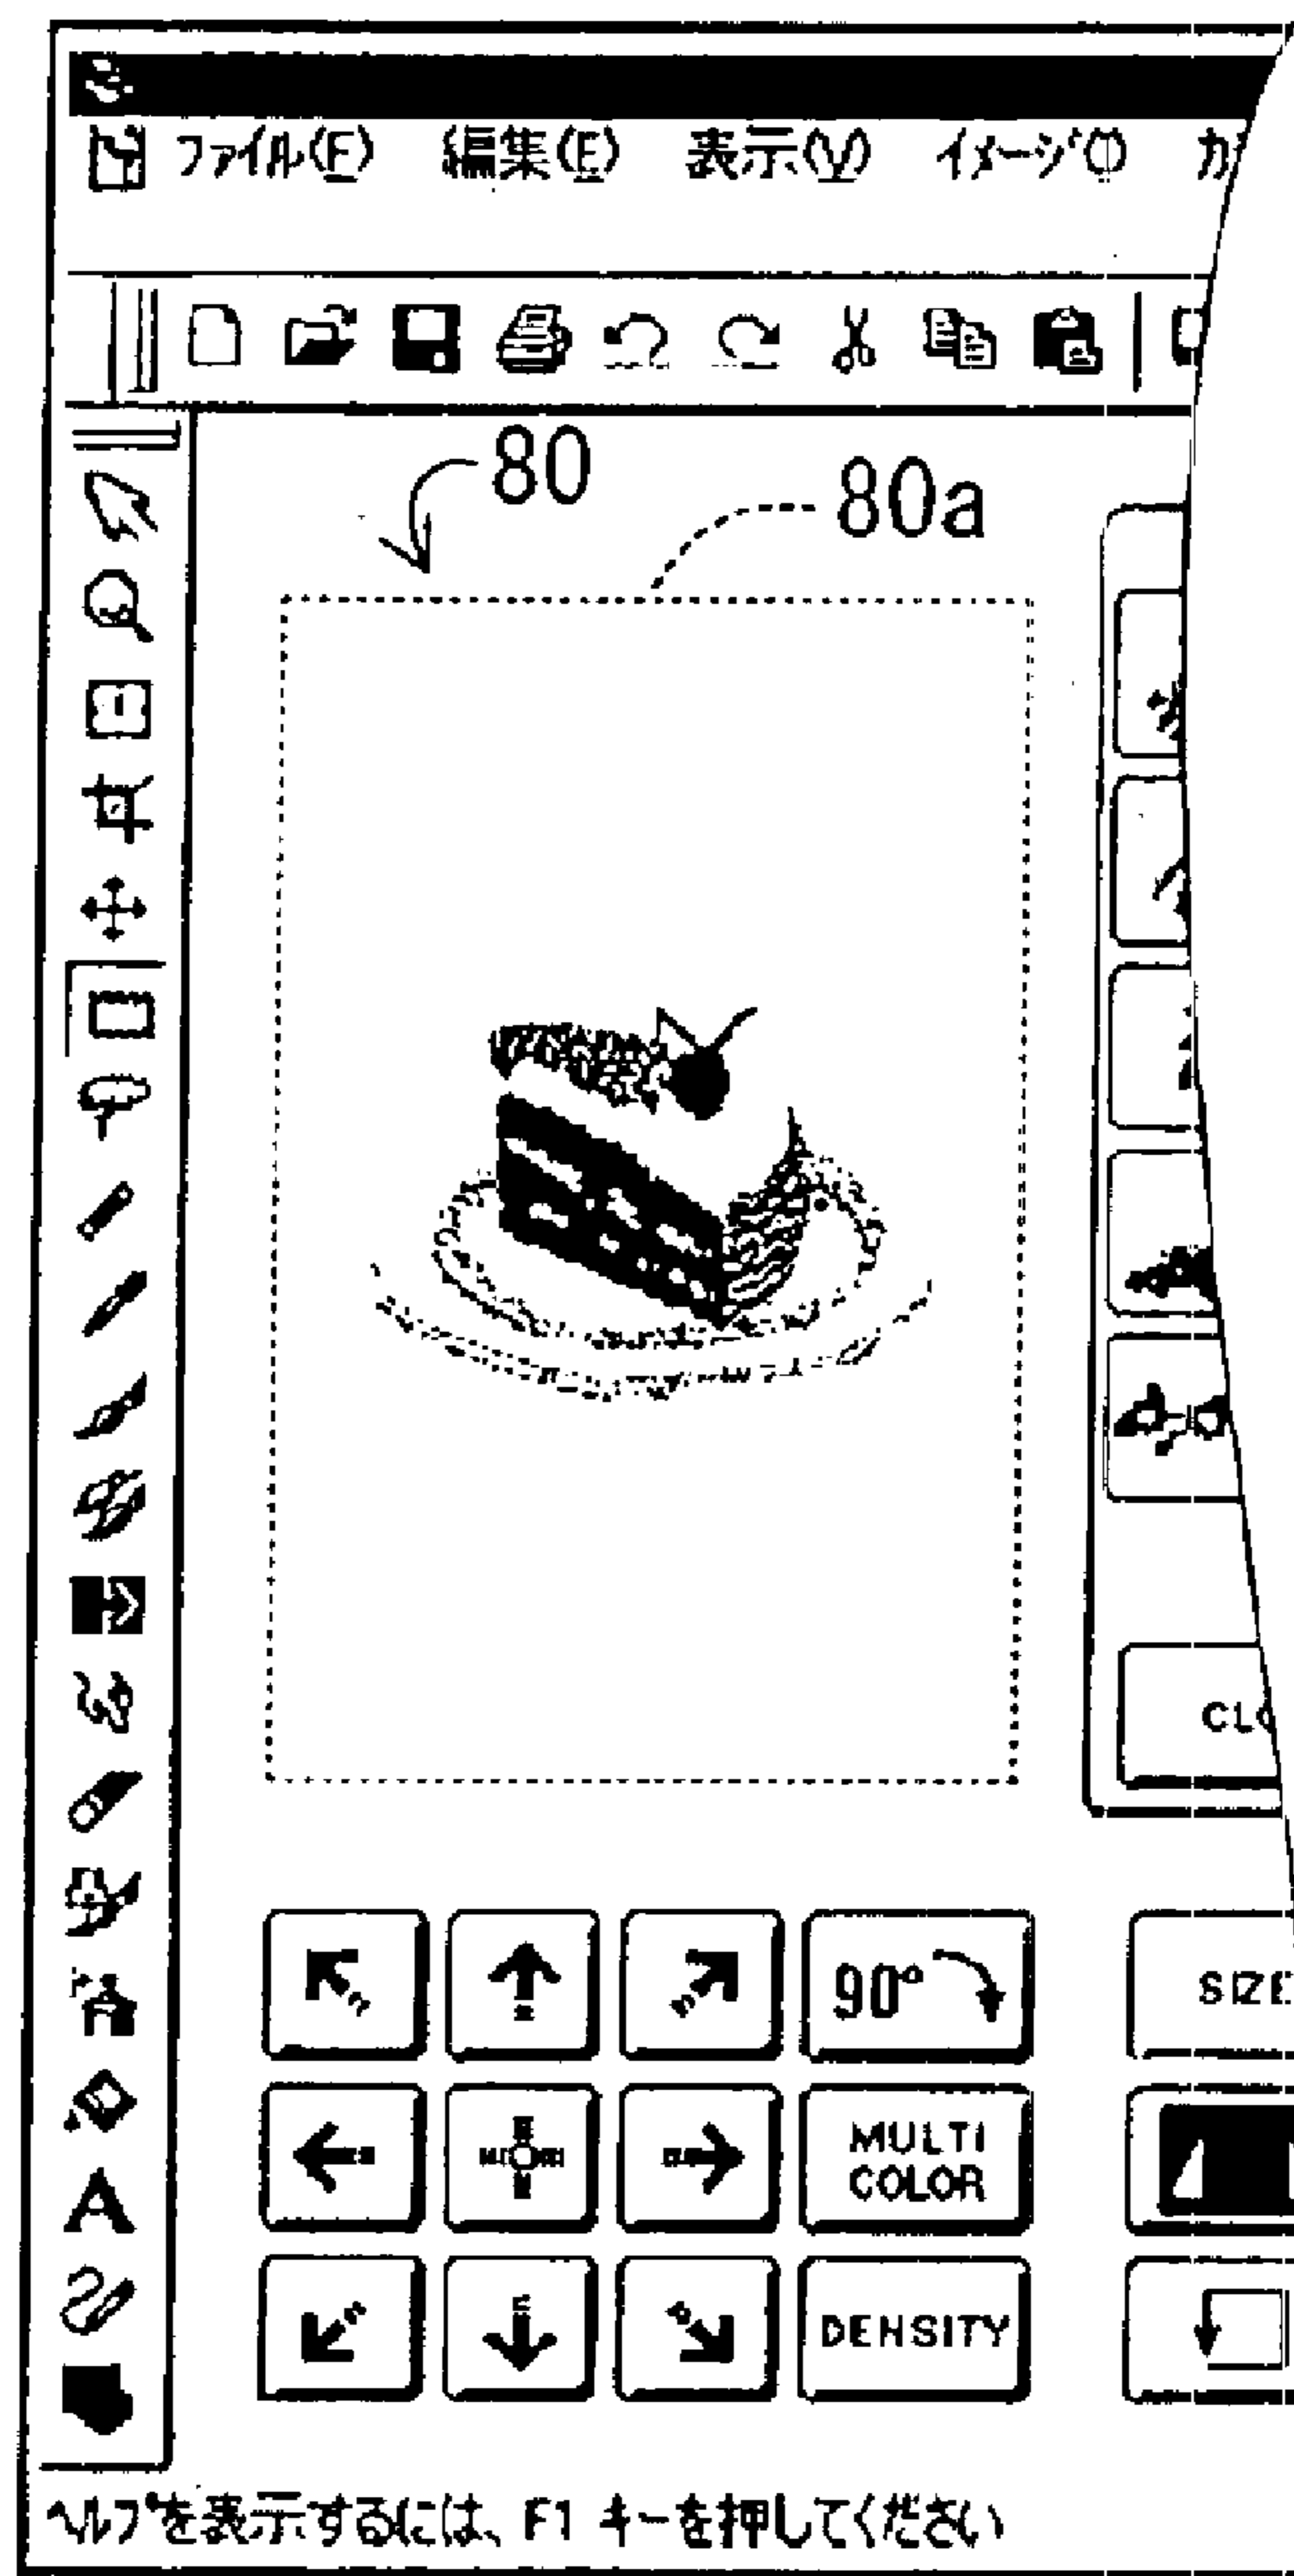 ファイル(F) 編集(E) 表示(V) イメージ(I)
80
80a
90° SIZE
MULTI
COLOR
DENSITY
A
ヘルプを表示するには、F1 キーを押してください